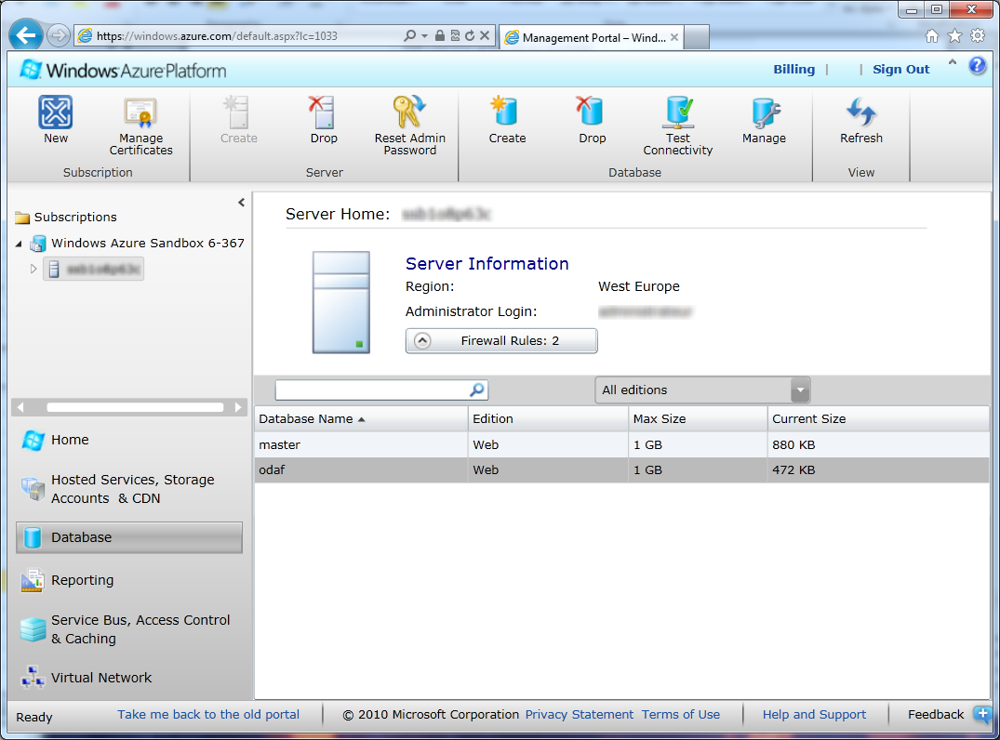 https://windows.azure.com/default.aspx?lc=1033
Management Portal – Wind...
Windows Azure Platform
Billing | | Sign Out
New
Manage Certificates
Subscription
Create
Drop
Reset Admin Password
Server
Create
Drop
Test Connectivity
Manage
Database
Refresh
View
Subscriptions
Windows Azure Sandbox 6-367
Server Home:
Server Information
Region: West Europe
Administrator Login:
Firewall Rules: 2
All editions
Database Name Edition Max Size Current Size
master Web 1 GB 880 KB
odaf Web 1 GB 472 KB
Home
Hosted Services, Storage
Accounts & CDN
Database
Reporting
Service Bus, Access Control
& Caching
Virtual Network
Ready
Take me back to the old portal
© 2010 Microsoft Corporation Privacy Statement Terms of Use
Help and Support
Feedback